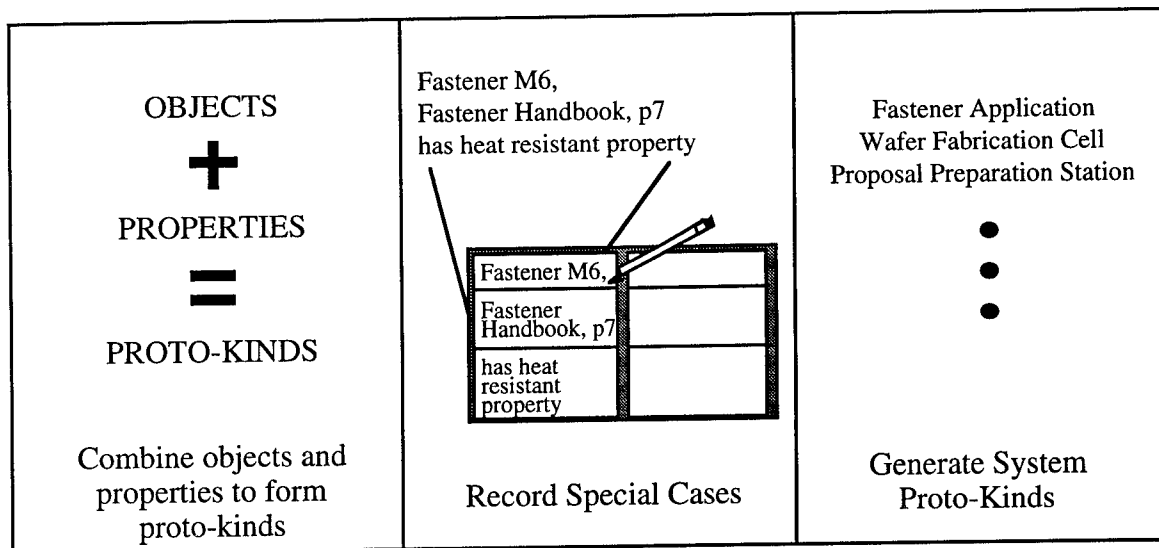 OBJECTS
+
PROPERTIES
=
PROTO-KINDS
Combine objects and
properties to form
proto-kinds
Fastener M6,
Fastener Handbook, p7
has heat resistant property
Fastener M6,
Fastener
Handbook, p7
has heat
resistant
property
Record Special Cases
Fastener Application
Wafer Fabrication Cell
Proposal Preparation Station
Generate System
Proto-Kinds